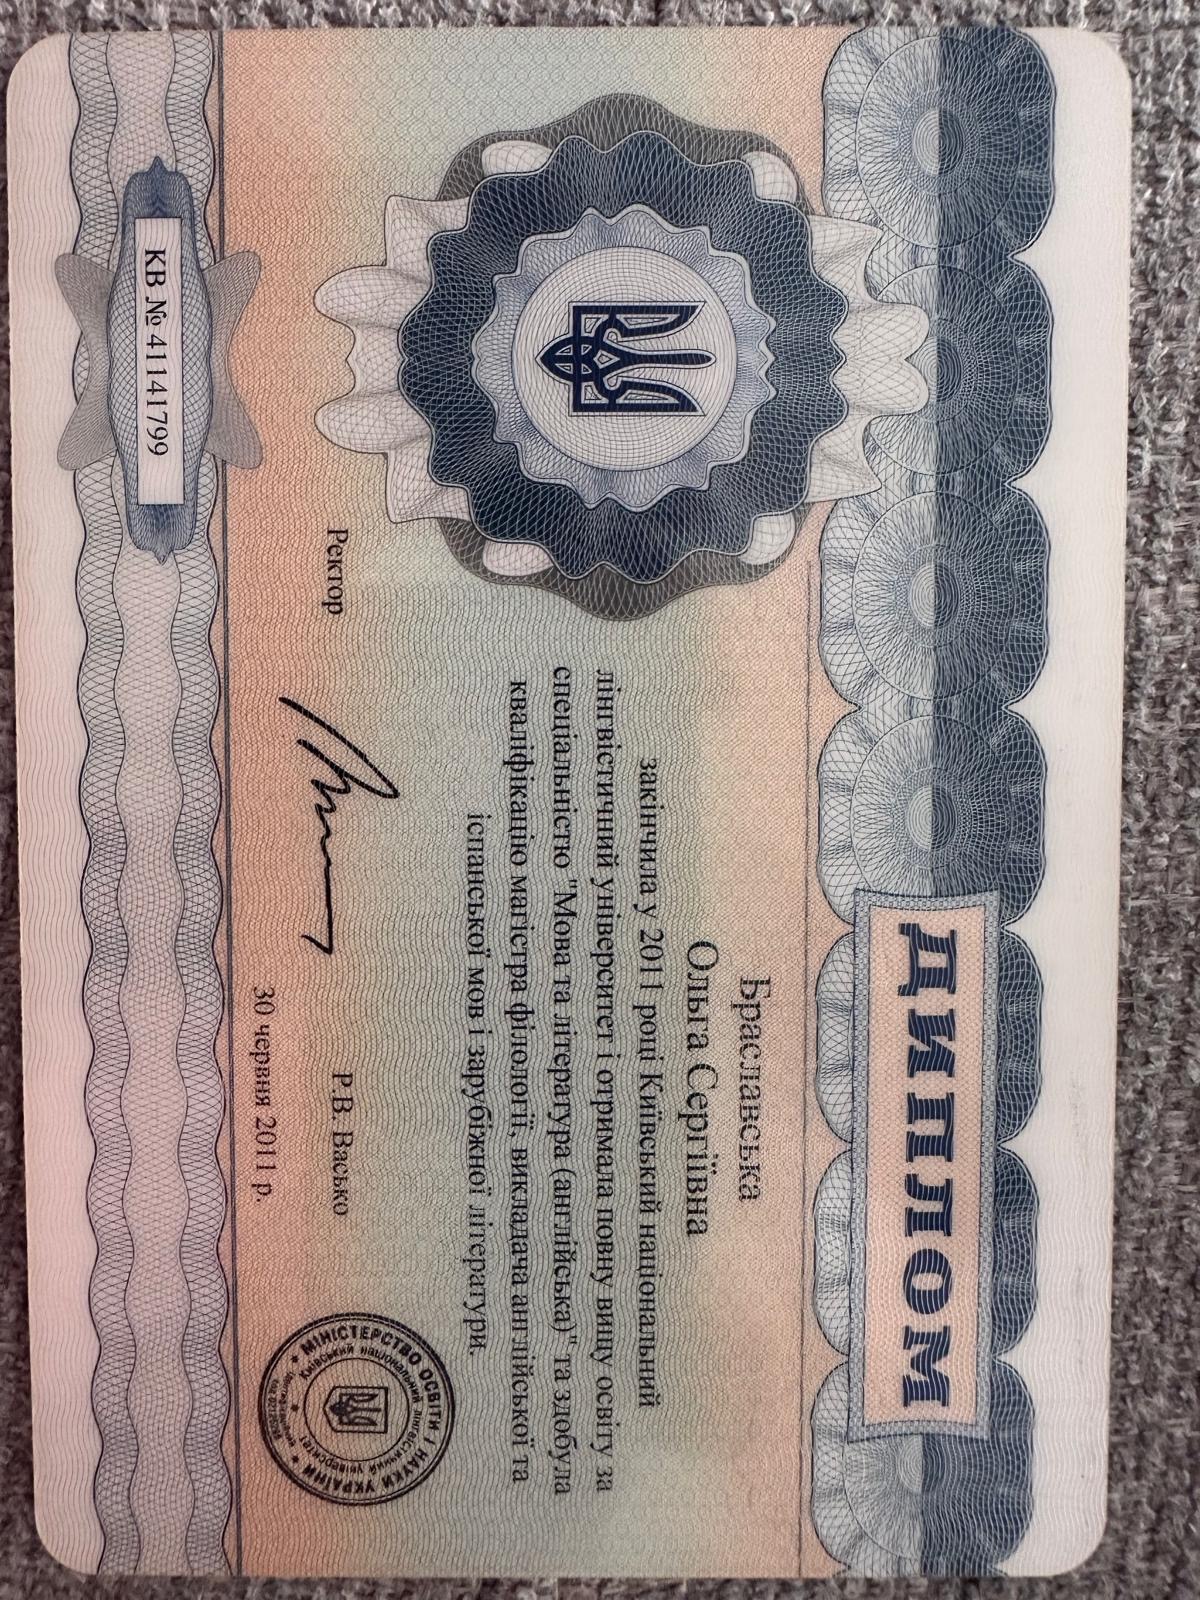 ДИПЛОМ
Браславська
Ольга Сергіївна
закінчила у 2011 році Київський національний
лінгвістичний університет і отримала повну вищу освіту за
спеціальністю "Мова та література (англійська)" та здобула
кваліфікацію магістра філології, викладача англійської та
іспанської мов і зарубіжної літератури.
Ректор Р.В. Васько
30 червня 2011 р.
МІНІСТЕРСТВО ОСВІТИ І НАУКИ УКРАЇНИ
Київський національний лінгвістичний університет
КВ № 41141799